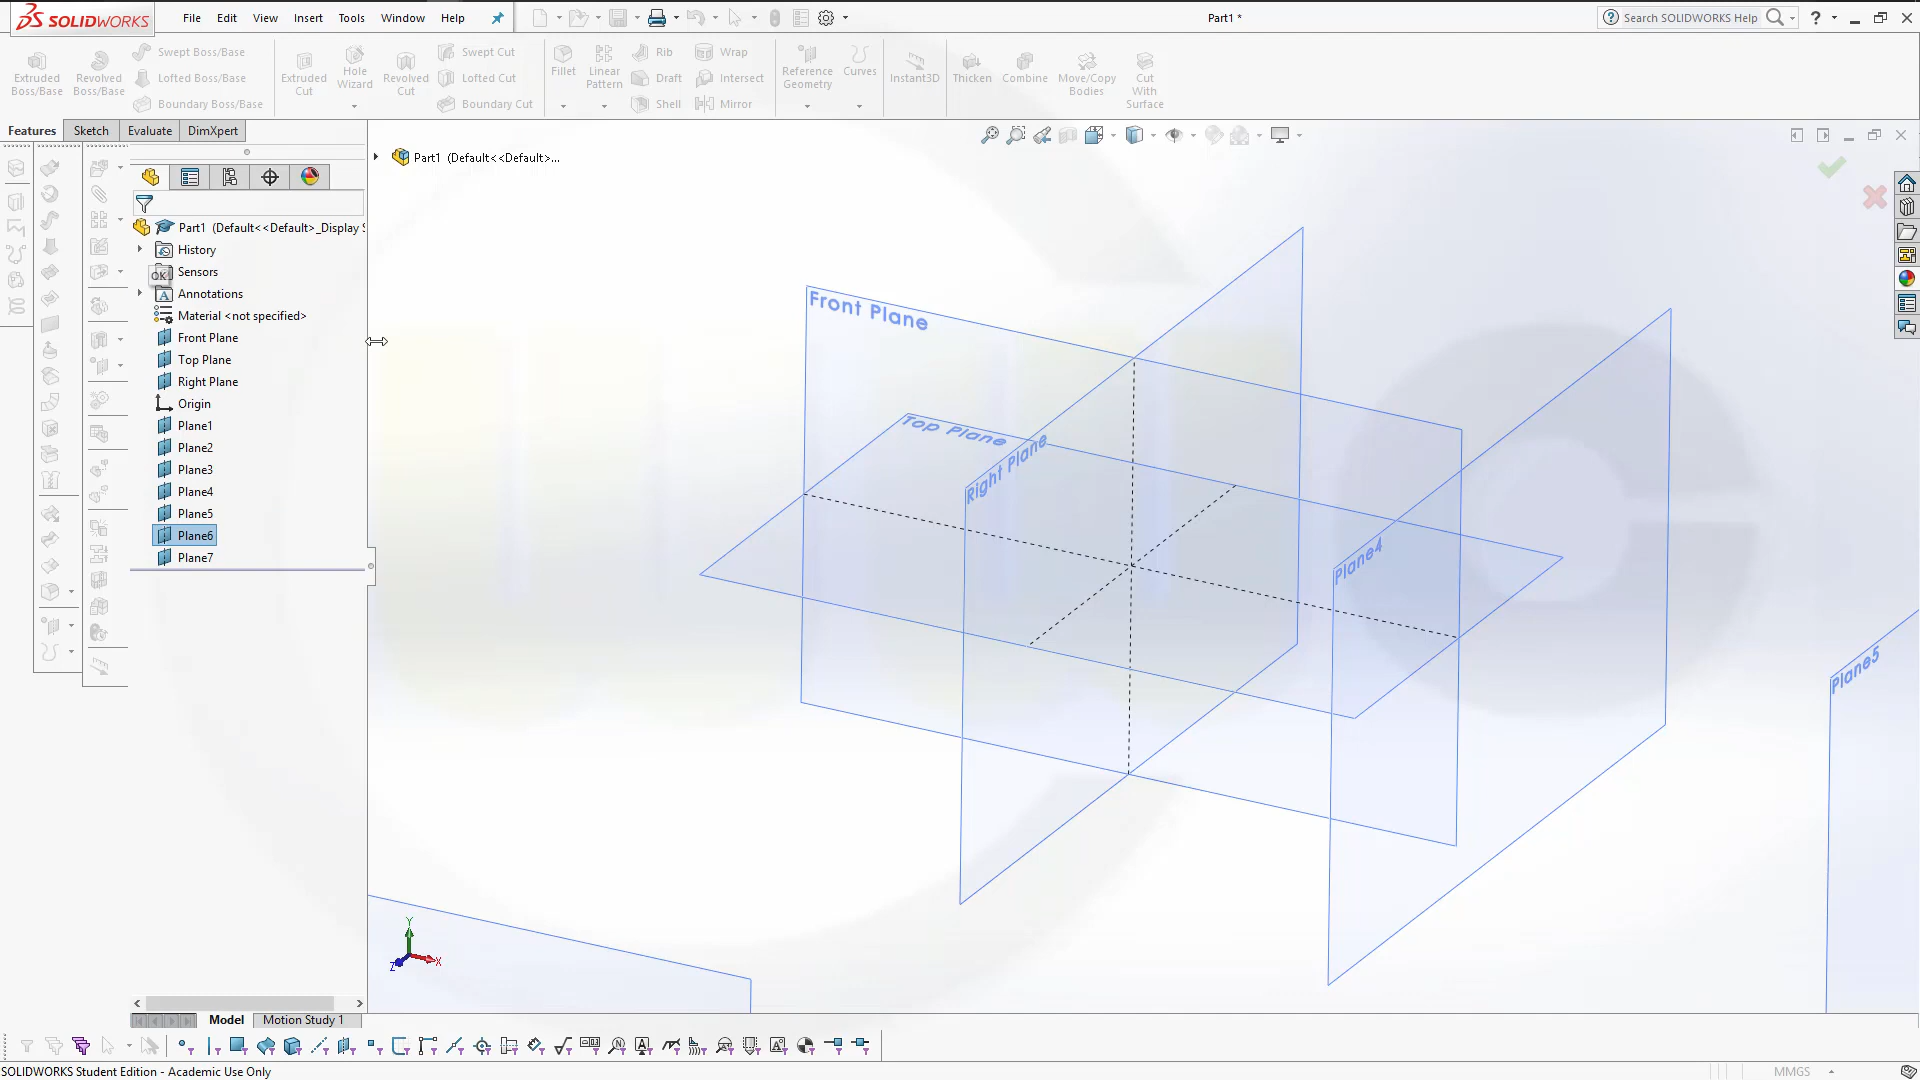 SOLIDWORKS
File Edit View Insert Tools Window Help
Part1 *
Search SOLIDWORKS Help
Extruded Boss/Base
Revolved Boss/Base
Swept Boss/Base
Lofted Boss/Base
Boundary Boss/Base
Extruded Cut
Hole Wizard
Revolved Cut
Swept Cut
Lofted Cut
Boundary Cut
Fillet
Linear Pattern
Rib
Draft
Shell
Wrap
Intersect
Mirror
Reference Geometry
Curves
Instant3D
Thicken
Combine
Move/Copy Bodies
Cut With Surface
Features Sketch Evaluate DimXpert
Part1 (Default<<Default>...
Part1 (Default<<Default>_Display S
History
OK
Sensors
Annotations
Material <not specified>
Front Plane
Top Plane
Right Plane
Origin
Plane1
Plane2
Plane3
Plane4
Plane5
Plane6
Plane7
Front Plane
Top Plane
Right Plane
Plane4
Plane5
Y
X
Z
Model Motion Study 1
SOLIDWORKS Student Edition - Academic Use Only
MMGS